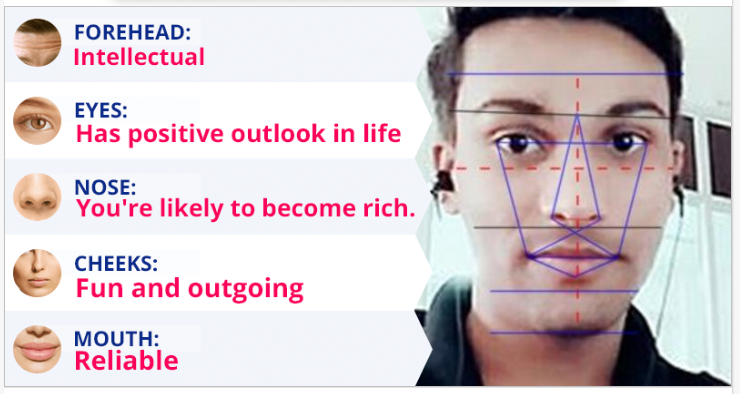 FOREHEAD:
Intellectual
EYES:
Has positive outlook in life
NOSE:
You're likely to become rich.
CHEEKS:
Fun and outgoing
MOUTH:
Reliable